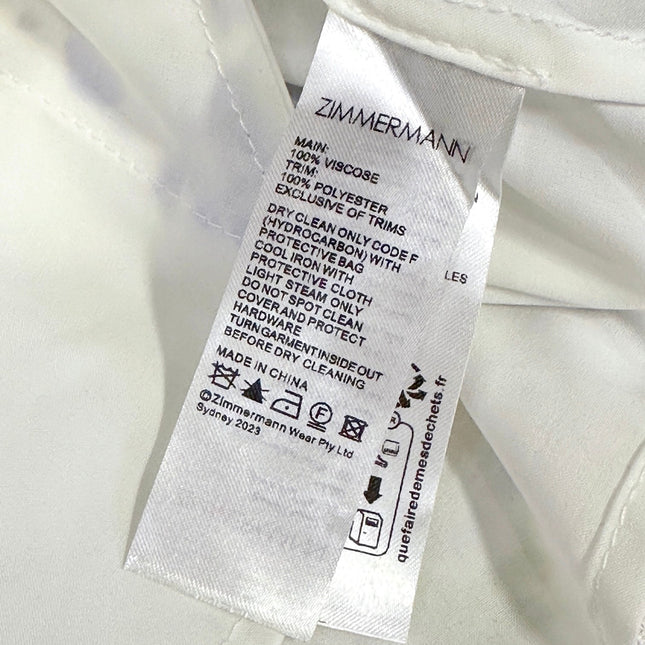 ZIMMERMANN
MAIN:
100% VISCOSE
TRIM:
100% POLYESTER
EXCLUSIVE OF TRIMS
DRY CLEAN ONLY CODE F
(HYDROCARBON) WITH
PROTECTIVE BAG
COOL IRON WITH
PROTECTIVE CLOTH
LIGHT STEAM ONLY
DO NOT SPOT CLEAN
COVER AND PROTECT
HARDWARE
TURN GARMENT INSIDE OUT
BEFORE DRY CLEANING
MADE IN CHINA
F
©Zimmermann Wear Pty Ltd
Sydney 2023
LES
quefairedemesdechets.fr